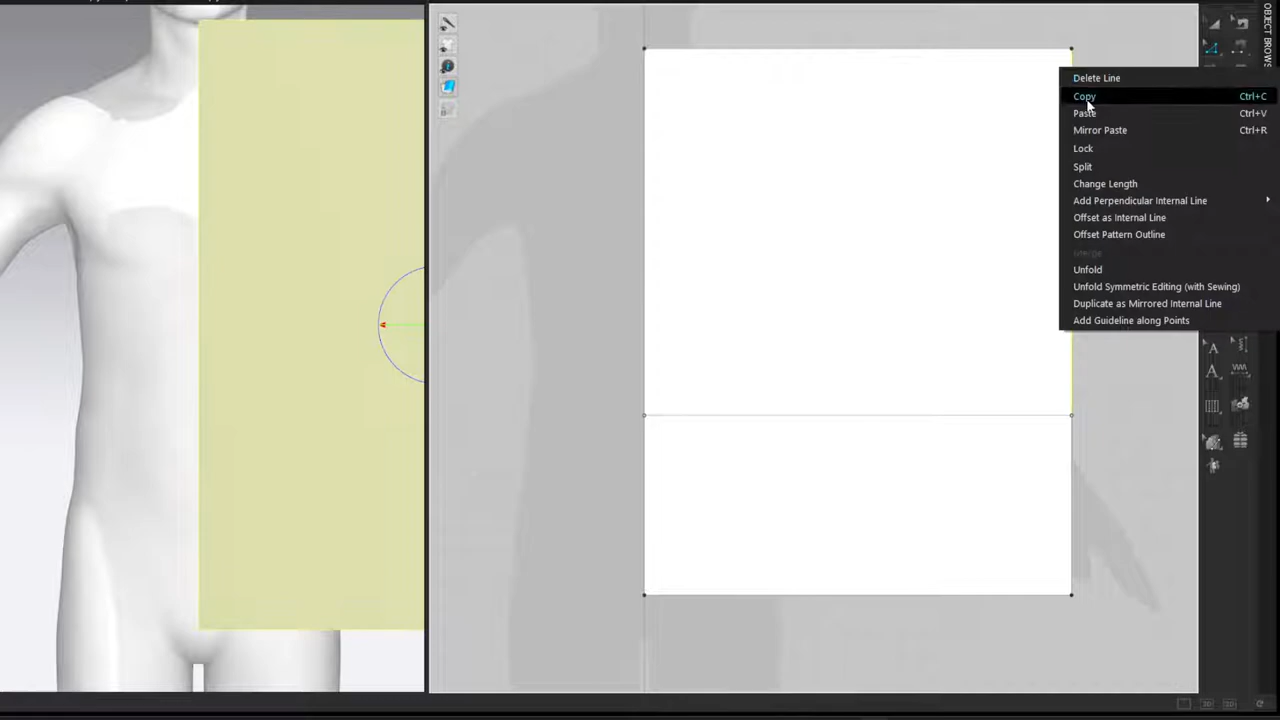 OBJECT BROWS
Delete Line
Copy Ctrl+C
Paste Ctrl+V
Mirror Paste Ctrl+R
Lock
Split
Change Length
Add Perpendicular Internal Line
Offset as Internal Line
Offset Pattern Outline
Merge
Unfold
Unfold Symmetric Editing (with Sewing)
Duplicate as Mirrored Internal Line
Add Guideline along Points